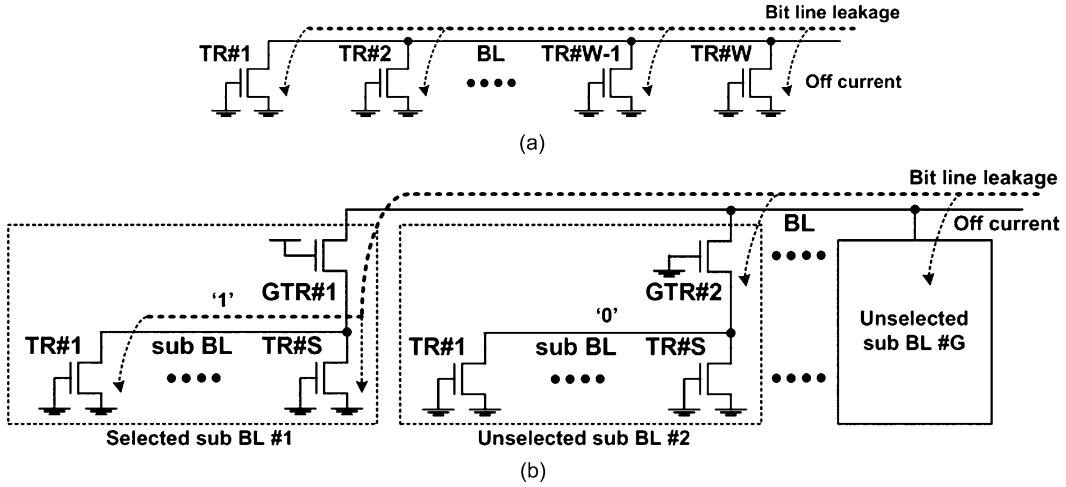 Bit line leakage
TR#1 TR#2 BL TR#W-1 TR#W
Off current
(a)
Bit line leakage
BL Off current
GTR#1 GTR#2
‘1’ ‘0’
TR#1 sub BL TR#S TR#1 sub BL TR#S
Unselected
sub BL #G
Selected sub BL #1 Unselected sub BL #2
(b)